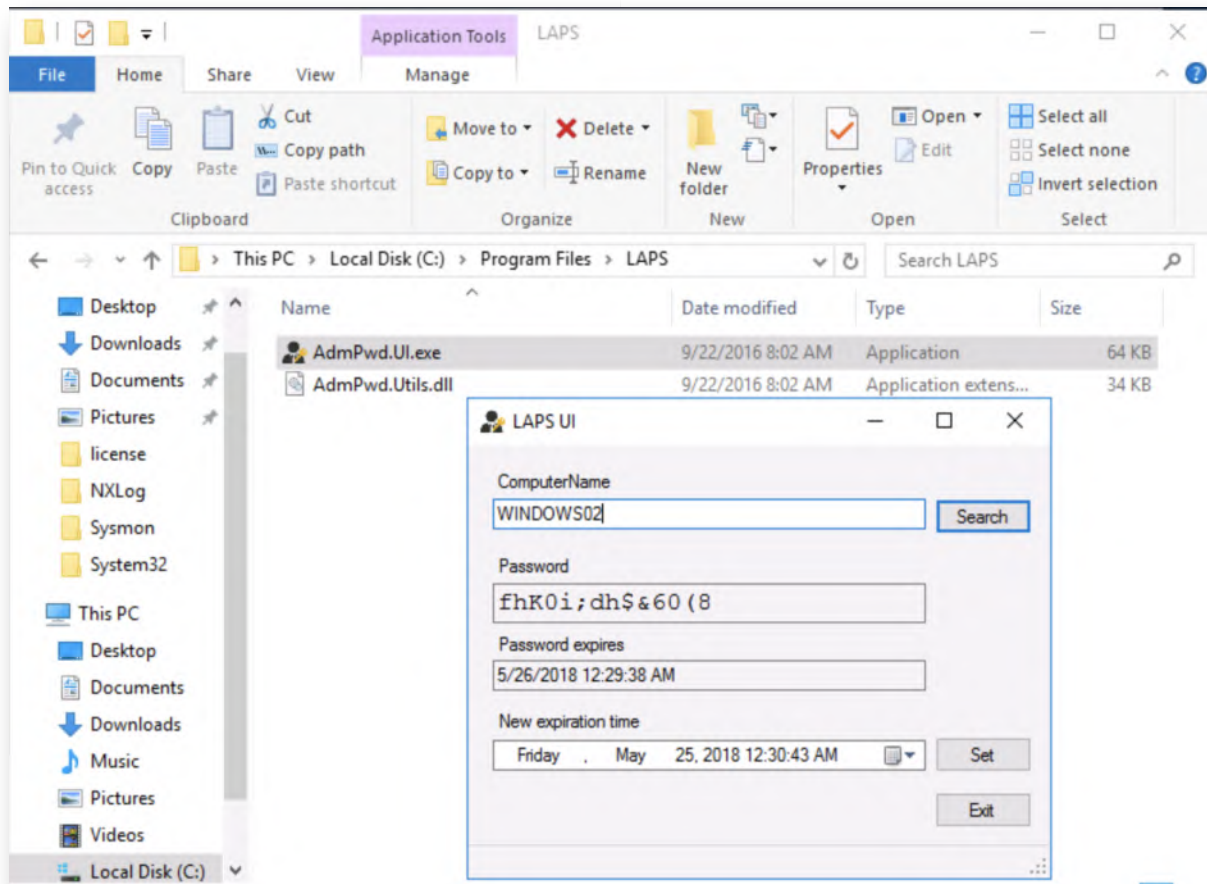 Application Tools LAPS
File Home Share View Manage
Pin to Quick access
Copy
Paste
Cut
Copy path
Paste shortcut
Clipboard
Move to
Copy to
Delete
Rename
Organize
New folder
New
Properties
Open
Edit
Open
Select all
Select none
Invert selection
Select
This PC > Local Disk (C:) > Program Files > LAPS
Search LAPS
Name Date modified Type Size
AdmPwd.UI.exe 9/22/2016 8:02 AM Application 64 KB
AdmPwd.Utils.dll 9/22/2016 8:02 AM Application extens... 34 KB
Desktop
Downloads
Documents
Pictures
license
NXLog
Sysmon
System32
This PC
Desktop
Documents
Downloads
Music
Pictures
Videos
Local Disk (C:)
LAPS UI
ComputerName
WINDOWS02
Search
Password
fhK0i;dh$&60(8
Password expires
5/26/2018 12:29:38 AM
New expiration time
Friday , May 25, 2018 12:30:43 AM
Set
Exit